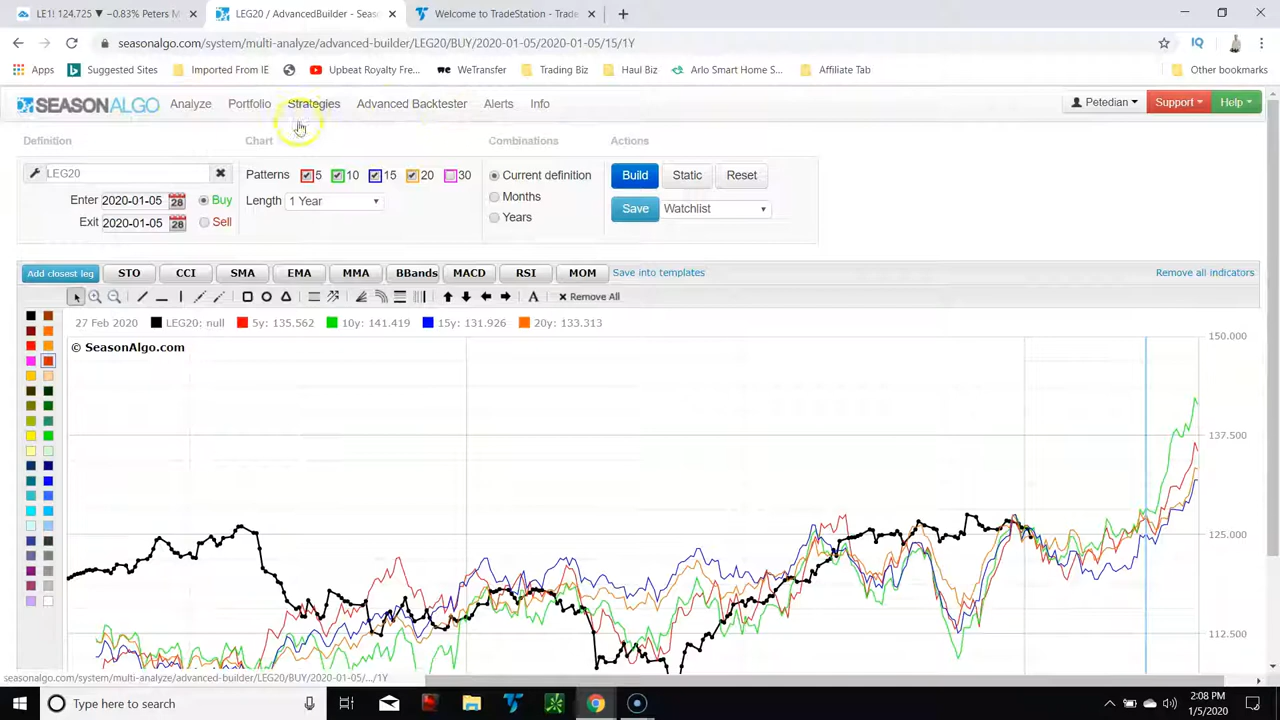 LE1! 124.725 ▼ −0.83% Peters M
LEG20 / AdvancedBuilder - Seas
Welcome to TradeStation - Trade
seasonalgo.com/system/multi-analyze/advanced-builder/LEG20/BUY/2020-01-05/2020-01-05/15/1Y
IQ
Apps
Suggested Sites
Imported From IE
Upbeat Royalty Fre...
WeTransfer
Trading Biz
Haul Biz
Arlo Smart Home S...
Affiliate Tab
Other bookmarks
SEASONALGO
Analyze
Portfolio
Strategies
Advanced Backtester
Alerts
Info
Petedian
Support
Help
Definition
Chart
Combinations
Actions
LEG20
Patterns 5 10 15 20 30
Current definition
Build
Static
Reset
Enter 2020-01-05 28 Buy
Length 1 Year
Months
Save
Watchlist
Exit 2020-01-05 28 Sell
Years
Add closest leg
STO
CCI
SMA
EMA
MMA
BBands
MACD
RSI
MOM
Save into templates
Remove all indicators
A
Remove All
27 Feb 2020 LEG20: null 5y: 135.562 10y: 141.419 15y: 131.926 20y: 133.313
© SeasonAlgo.com
150.000
137.500
125.000
112.500
seasonalgo.com/system/multi-analyze/advanced-builder/LEG20/BUY/2020-01-05/.../1Y
Type here to search
2:08 PM
1/5/2020